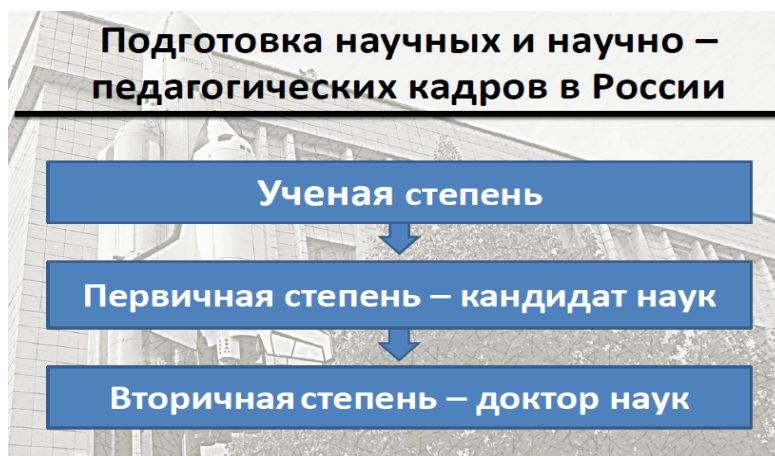 Подготовка научных и научно –
педагогических кадров в России
Ученая степень
Первичная степень – кандидат наук
Вторичная степень – доктор наук